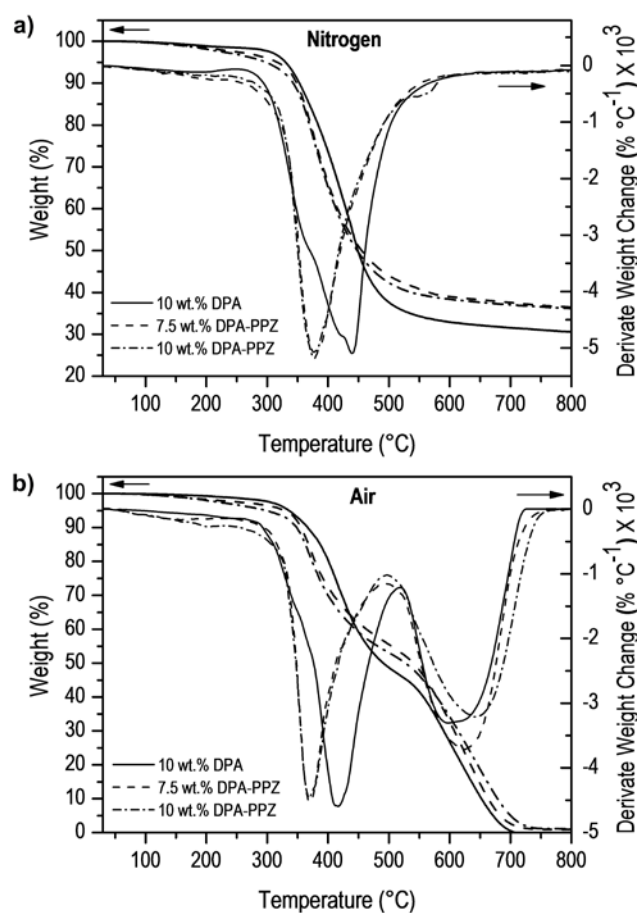 a)
Nitrogen
100
90
80
70
60
50
40
30
20
0
-1
-2
-3
-4
-5
Weight (%)
Derivate Weight Change (% °C-1) X 10³
10 wt.% DPA
7.5 wt.% DPA-PPZ
10 wt.% DPA-PPZ
100 200 300 400 500 600 700 800
Temperature (°C)
b)
Air
100
90
80
70
60
50
40
30
20
10
0
0
-1
-2
-3
-4
-5
Weight (%)
Derivate Weight Change (% °C-1) X 10³
10 wt.% DPA
7.5 wt.% DPA-PPZ
10 wt.% DPA-PPZ
100 200 300 400 500 600 700 800
Temperature (°C)